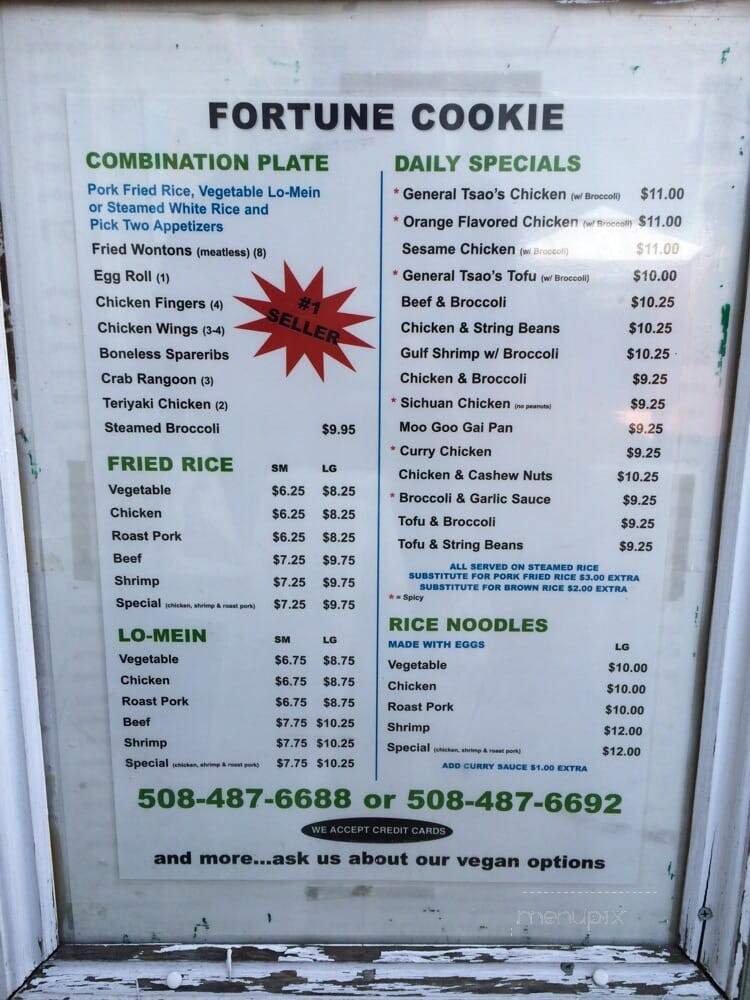 FORTUNE COOKIE
COMBINATION PLATE
Pork Fried Rice, Vegetable Lo-Mein
or Steamed White Rice and
Pick Two Appetizers
Fried Wontons (meatless) (8)
Egg Roll (1)
Chicken Fingers (4)
Chicken Wings (3-4)
Boneless Spareribs
Crab Rangoon (3)
Teriyaki Chicken (2)
Steamed Broccoli $9.95
#1
SELLER
FRIED RICE SM LG
Vegetable $6.25 $8.25
Chicken $6.25 $8.25
Roast Pork $6.25 $8.25
Beef $7.25 $9.75
Shrimp $7.25 $9.75
Special (chicken, shrimp & roast pork) $7.25 $9.75
LO-MEIN SM LG
Vegetable $6.75 $8.75
Chicken $6.75 $8.75
Roast Pork $6.75 $8.75
Beef $7.75 $10.25
Shrimp $7.75 $10.25
Special (chicken, shrimp & roast pork) $7.75 $10.25
DAILY SPECIALS
* General Tsao's Chicken (w/ Broccoli) $11.00
* Orange Flavored Chicken (w/ Broccoli) $11.00
Sesame Chicken (w/ Broccoli) $11.00
* General Tsao's Tofu (w/ Broccoli) $10.00
Beef & Broccoli $10.25
Chicken & String Beans $10.25
Gulf Shrimp w/ Broccoli $10.25
Chicken & Broccoli $9.25
* Sichuan Chicken (no peanuts) $9.25
Moo Goo Gai Pan $9.25
* Curry Chicken $9.25
Chicken & Cashew Nuts $10.25
* Broccoli & Garlic Sauce $9.25
Tofu & Broccoli $9.25
Tofu & String Beans $9.25
ALL SERVED ON STEAMED RICE
SUBSTITUTE FOR PORK FRIED RICE $3.00 EXTRA
SUBSTITUTE FOR BROWN RICE $2.00 EXTRA
* = Spicy
RICE NOODLES
MADE WITH EGGS LG
Vegetable $10.00
Chicken $10.00
Roast Pork $10.00
Shrimp $12.00
Special (chicken, shrimp & roast pork) $12.00
ADD CURRY SAUCE $1.00 EXTRA
508-487-6688 or 508-487-6692
WE ACCEPT CREDIT CARDS
and more...ask us about our vegan options
menupix